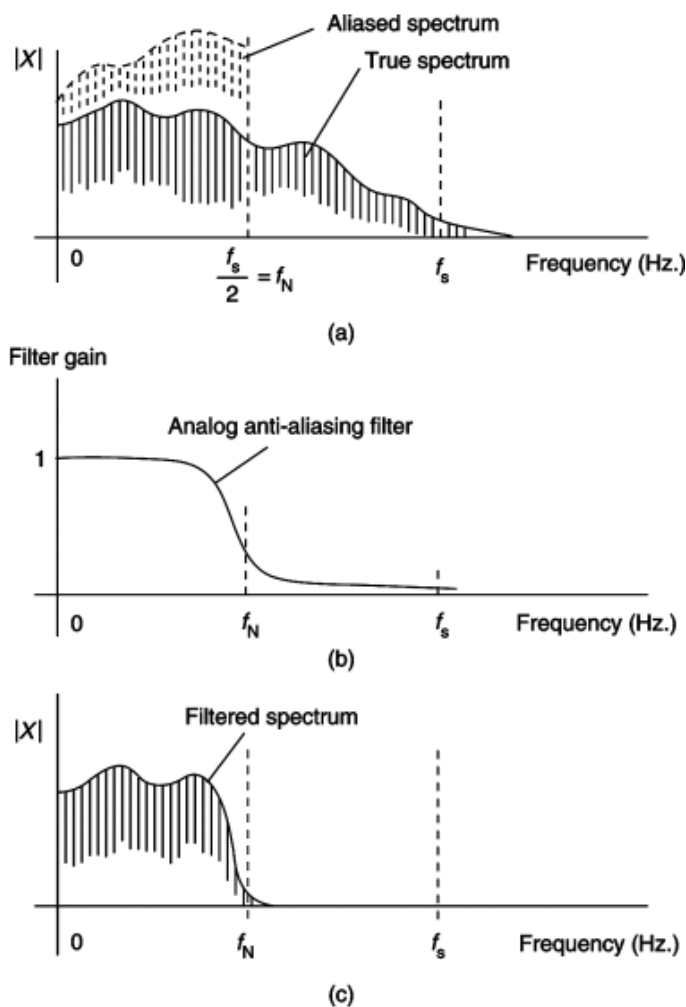 Aliased spectrum
|X|
True spectrum
0
fs/2 = fN
fs
Frequency (Hz.)
(a)
Filter gain
Analog anti-aliasing filter
1
0
fN
fs
Frequency (Hz.)
(b)
Filtered spectrum
|X|
0
fN
fs
Frequency (Hz.)
(c)